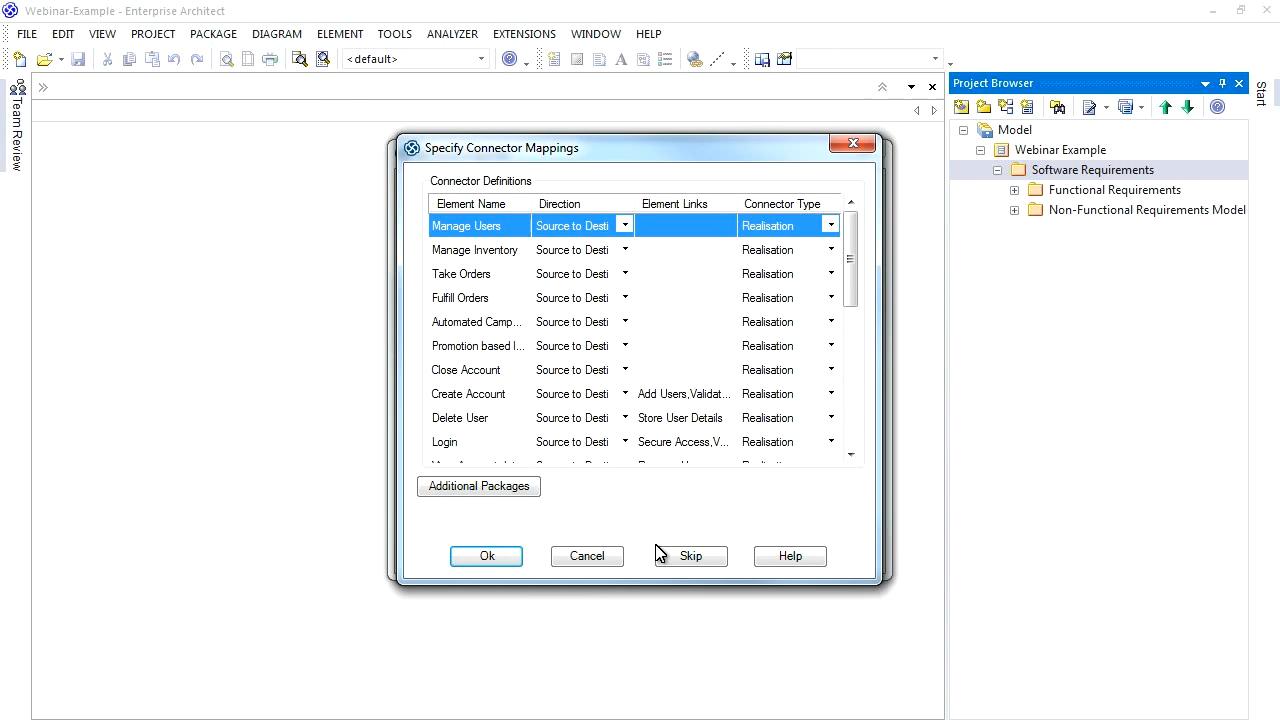 Webinar-Example - Enterprise Architect
FILE EDIT VIEW PROJECT PACKAGE DIAGRAM ELEMENT TOOLS ANALYZER EXTENSIONS WINDOW HELP
<default>
Team Review
Project Browser
Start
Model
Webinar Example
Software Requirements
Functional Requirements
Non-Functional Requirements Model
Specify Connector Mappings
Connector Definitions
Element Name Direction Element Links Connector Type
Manage Users Source to Desti Realisation
Manage Inventory Source to Desti Realisation
Take Orders Source to Desti Realisation
Fulfill Orders Source to Desti Realisation
Automated Camp... Source to Desti Realisation
Promotion based I... Source to Desti Realisation
Close Account Source to Desti Realisation
Create Account Source to Desti Add Users,Validat... Realisation
Delete User Source to Desti Store User Details Realisation
Login Source to Desti Secure Access,V... Realisation
Additional Packages
Ok Cancel Skip Help